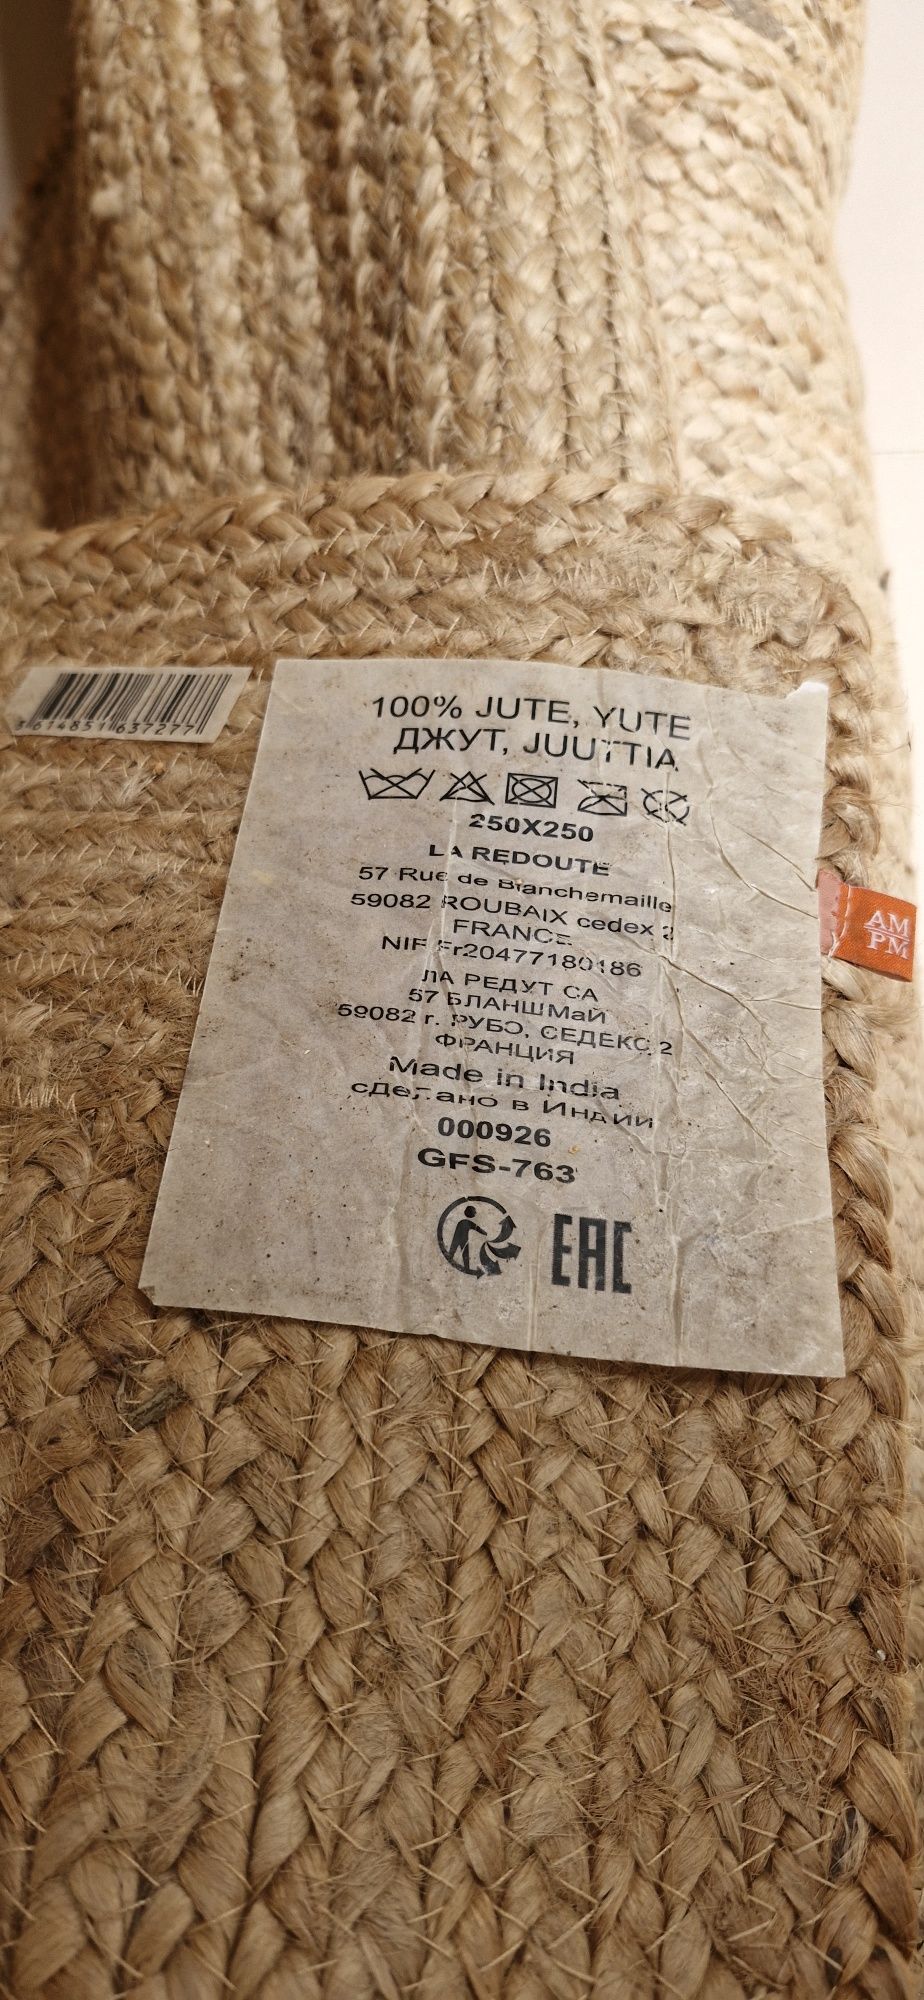 3614851637277
100% JUTE, YUTE
ДЖУТ, JUUTTIA
250X250
LA REDOUTE
57 Rue de Blanchemaille
59082 ROUBAIX cedex 2
FRANCE
NIF Fr20477180186
ЛА РЕДУТ СА
57 БЛАНШМаЙ
59082 г. РУБЭ, СЕДЕКС 2
ФРАНЦИЯ
Made in India
сделано в Индии
000926
GFS-763
EAC
AM
PM